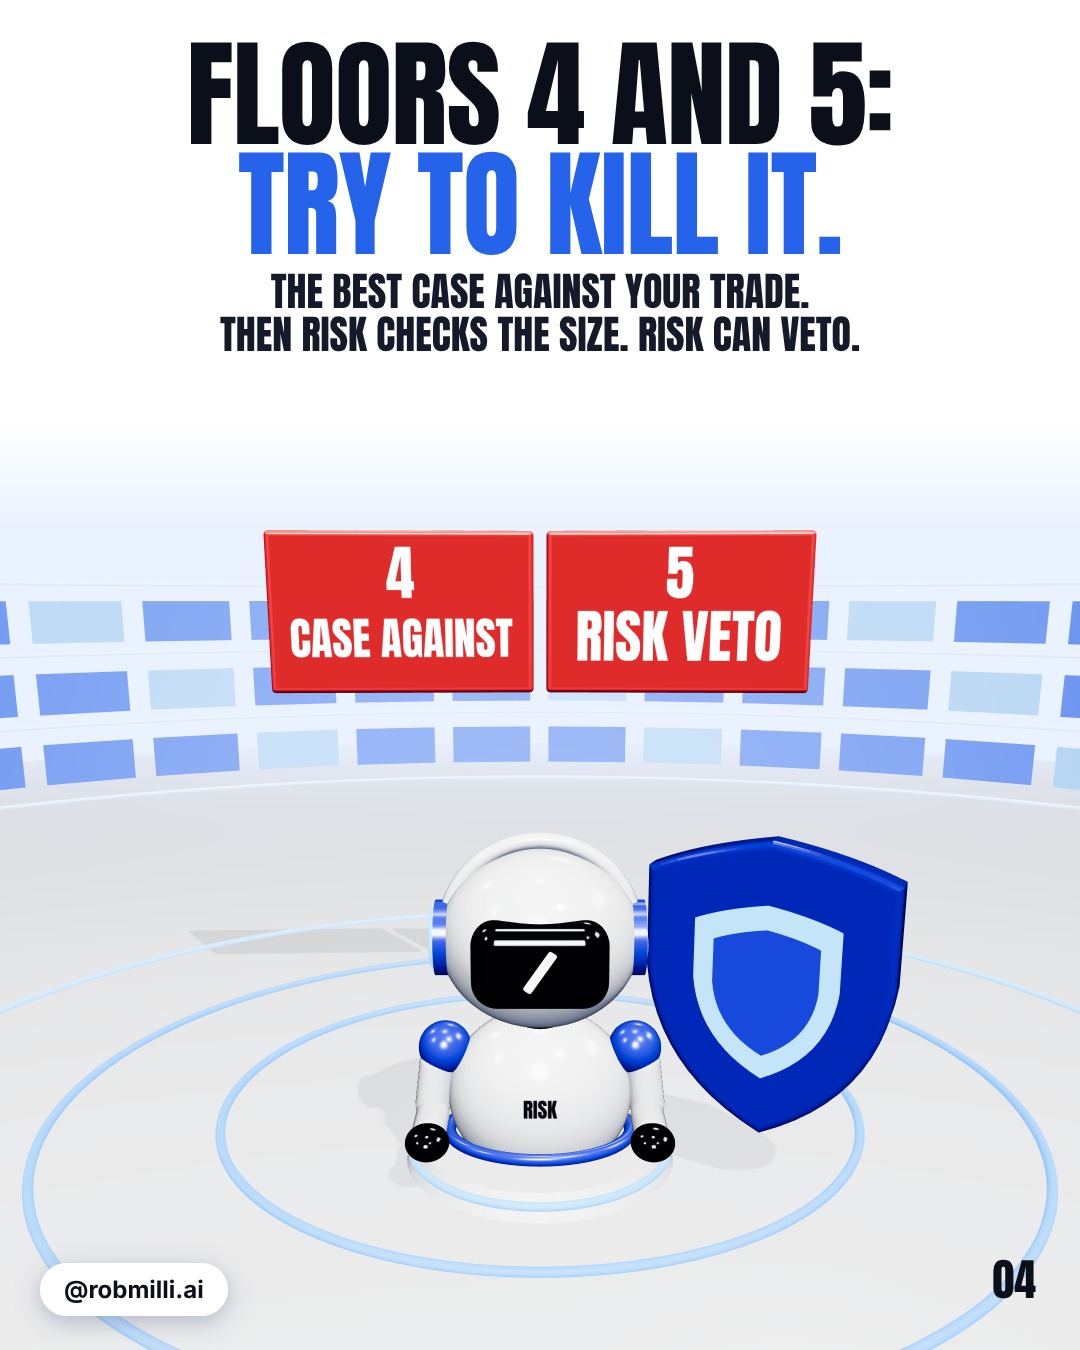 FLOORS 4 AND 5:
TRY TO KILL IT.
THE BEST CASE AGAINST YOUR TRADE.
THEN RISK CHECKS THE SIZE. RISK CAN VETO.
4
CASE AGAINST
5
RISK VETO
RISK
@robmilli.ai
04